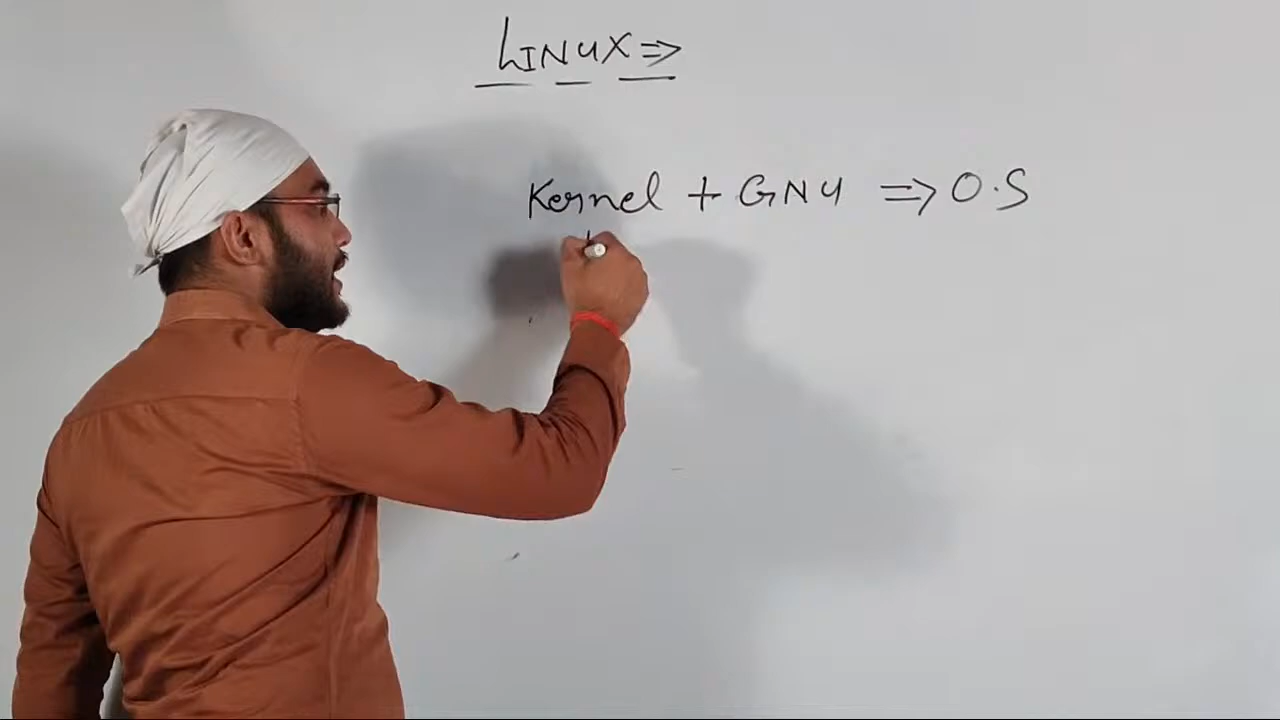 LINUX ⇒
Kernel + GNU ⇒ O.S